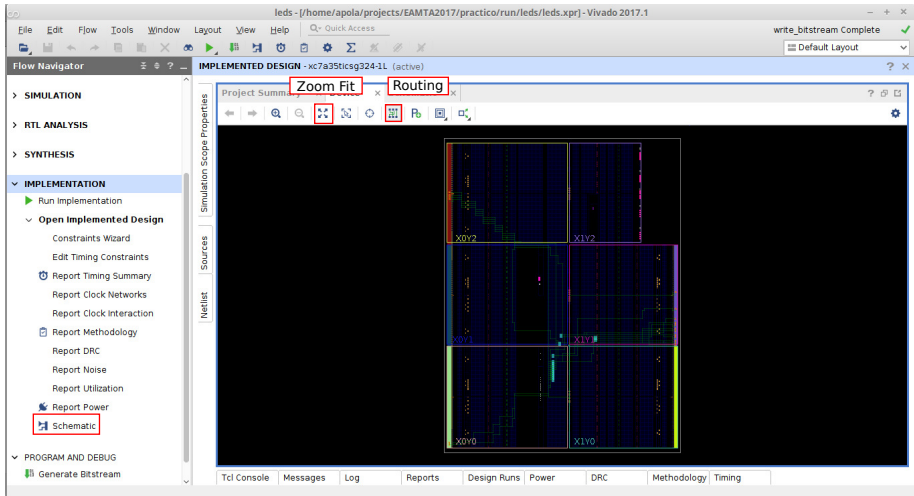 leds - [/home/apola/projects/EAMTA2017/practico/run/leds/leds.xpr] - Vivado 2017.1
File Edit Flow Tools Window Layout View Help Q- Quick Access write_bitstream Complete
Default Layout
Flow Navigator IMPLEMENTED DESIGN - xc7a35ticsg324-1L (active)
Zoom Fit Routing
Project Summ
SIMULATION
RTL ANALYSIS
SYNTHESIS
IMPLEMENTATION
Run Implementation
Open Implemented Design
Constraints Wizard
Edit Timing Constraints
Report Timing Summary
Report Clock Networks
Report Clock Interaction
Report Methodology
Report DRC
Report Noise
Report Utilization
Report Power
Schematic
PROGRAM AND DEBUG
Generate Bitstream
Simulation Scope Properties
Sources
Netlist
X0Y2 X1Y2
X0Y1 X1Y1
X0Y0 X1Y0
Tcl Console Messages Log Reports Design Runs Power DRC Methodology Timing